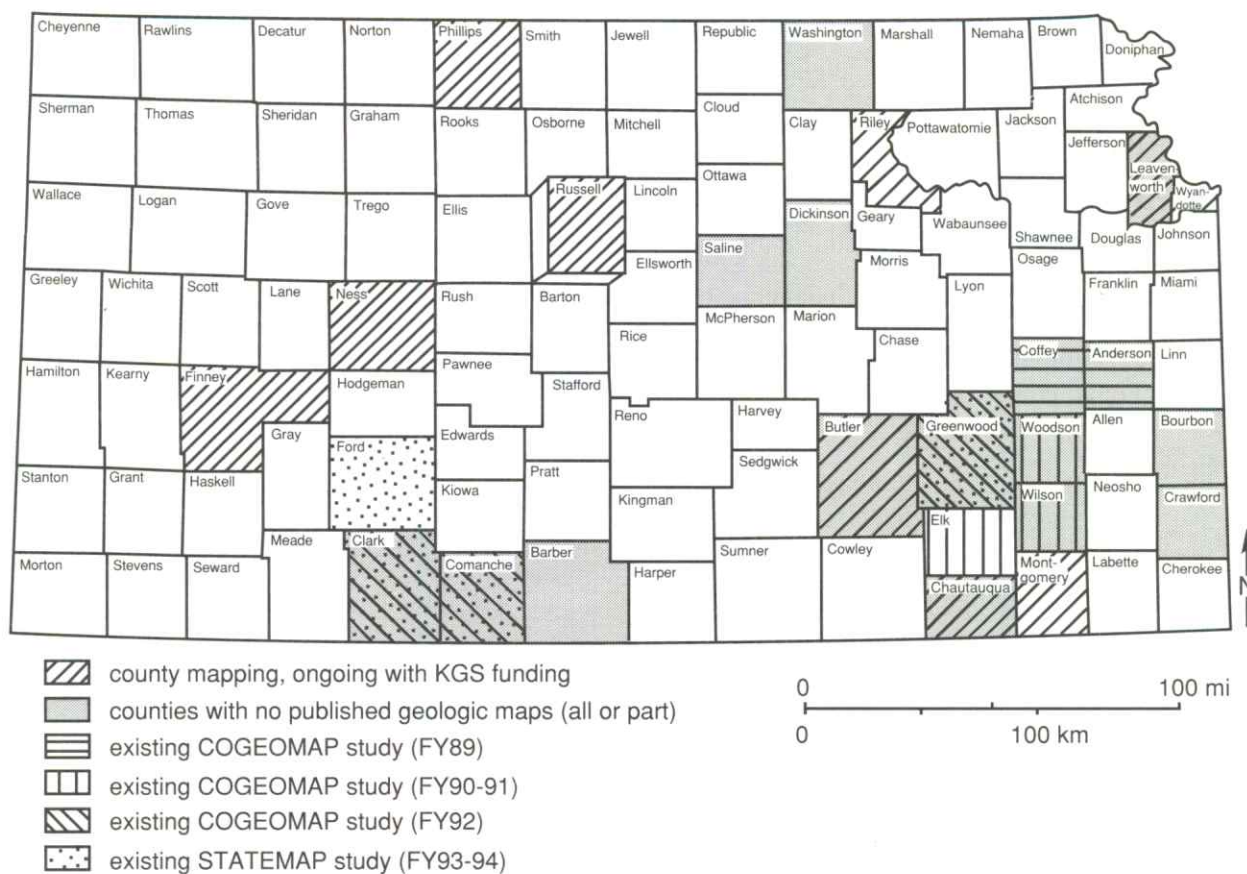 Cheyenne
Rawlins
Decatur
Norton
Phillips
Smith
Jewell
Republic
Washington
Marshall
Nemaha
Brown
Doniphan
Sherman
Thomas
Sheridan
Graham
Rooks
Osborne
Mitchell
Cloud
Clay
Riley
Pottawatomie
Jackson
Atchison
Jefferson
Leaven-
worth
Wyan-
dotte
Wallace
Logan
Gove
Trego
Ellis
Russell
Lincoln
Ottawa
Saline
Dickinson
Geary
Wabaunsee
Shawnee
Douglas
Johnson
Greeley
Wichita
Scott
Lane
Ness
Rush
Barton
Ellsworth
Rice
McPherson
Marion
Morris
Chase
Lyon
Osage
Franklin
Miami
Hamilton
Kearny
Finney
Hodgeman
Pawnee
Stafford
Reno
Harvey
Butler
Greenwood
Coffey
Anderson
Linn
Woodson
Allen
Bourbon
Gray
Ford
Edwards
Stanton
Grant
Haskell
Kiowa
Pratt
Kingman
Sedgwick
Elk
Wilson
Neosho
Crawford
Morton
Stevens
Seward
Meade
Clark
Comanche
Barber
Harper
Sumner
Cowley
Chautauqua
Mont-
gomery
Labette
Cherokee
N
county mapping, ongoing with KGS funding
counties with no published geologic maps (all or part)
existing COGEOMAP study (FY89)
existing COGEOMAP study (FY90-91)
existing COGEOMAP study (FY92)
existing STATEMAP study (FY93-94)
0 100 mi
0 100 km